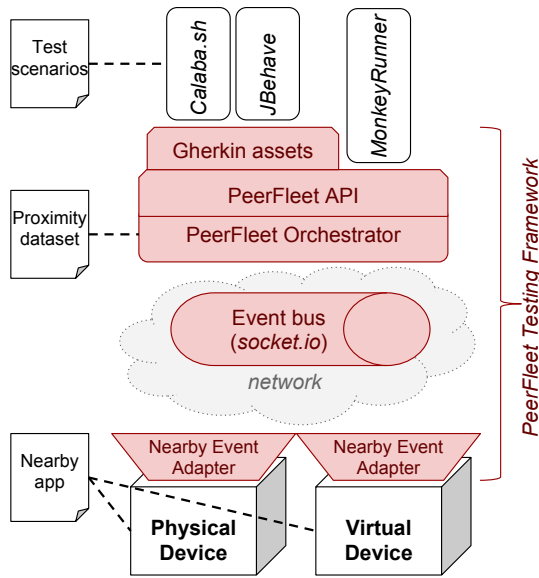 Test
scenarios
Calaba.sh
JBehave
MonkeyRunner
Gherkin assets
PeerFleet API
Proximity
dataset
PeerFleet Orchestrator
Event bus
(socket.io)
network
PeerFleet Testing Framework
Nearby
app
Nearby Event
Adapter
Nearby Event
Adapter
Physical
Device
Virtual
Device